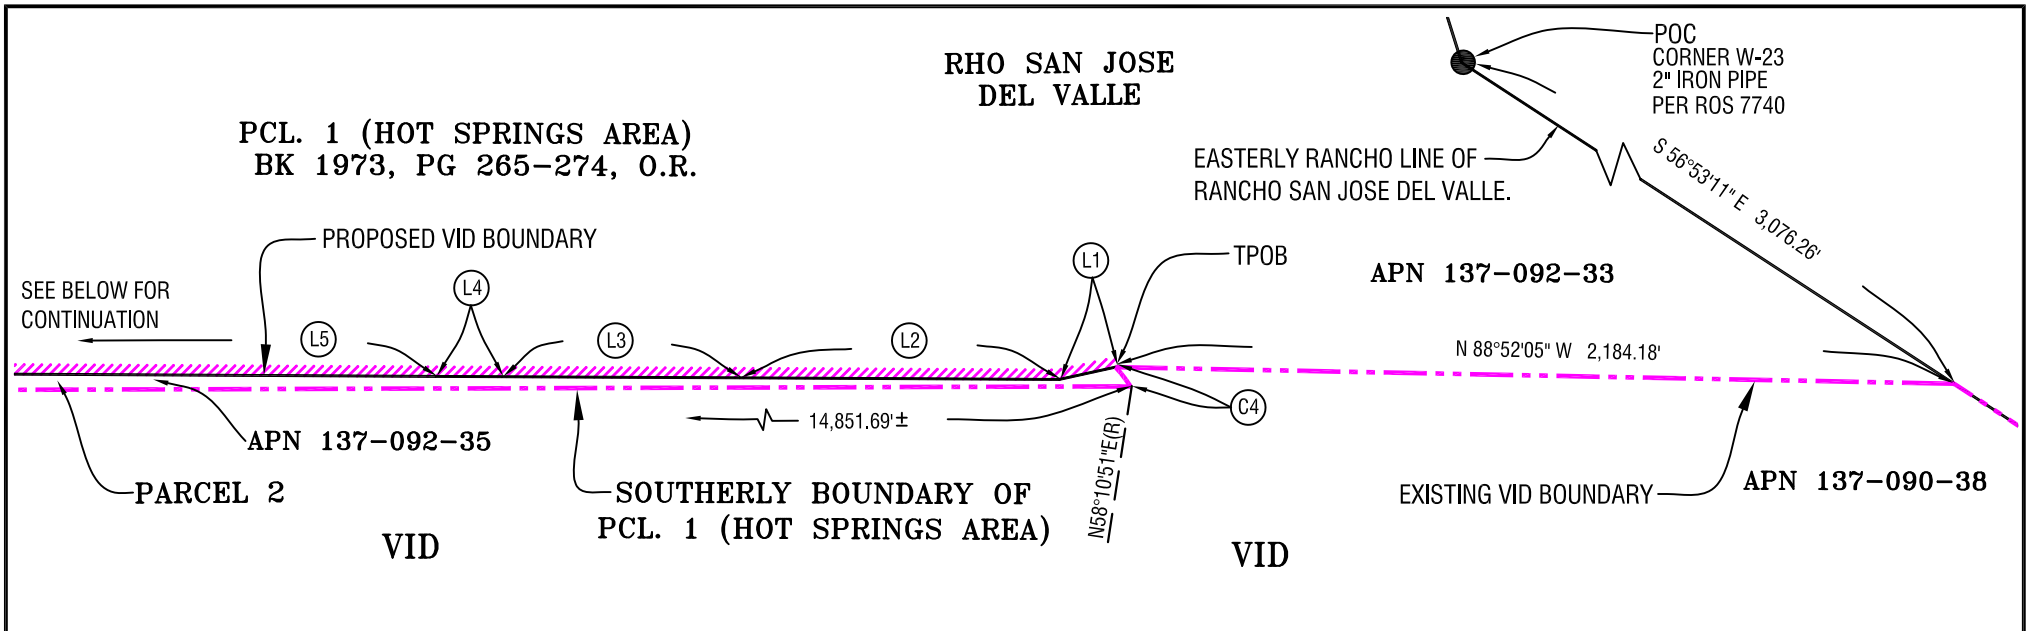 RHO SAN JOSE
DEL VALLE
POC
CORNER W-23
2" IRON PIPE
PER ROS 7740
PCL. 1 (HOT SPRINGS AREA)
BK 1973, PG 265-274, O.R.
EASTERLY RANCHO LINE OF
RANCHO SAN JOSE DEL VALLE.
S 56°53'11" E 3,076.26'
PROPOSED VID BOUNDARY
TPOB
APN 137-092-33
SEE BELOW FOR
CONTINUATION
L5
L4
L3
L2
L1
N 88°52'05" W 2,184.18'
C4
14,851.69'±
N58°10'51"E(R)
APN 137-092-35
PARCEL 2
SOUTHERLY BOUNDARY OF
PCL. 1 (HOT SPRINGS AREA)
EXISTING VID BOUNDARY
APN 137-090-38
VID
VID